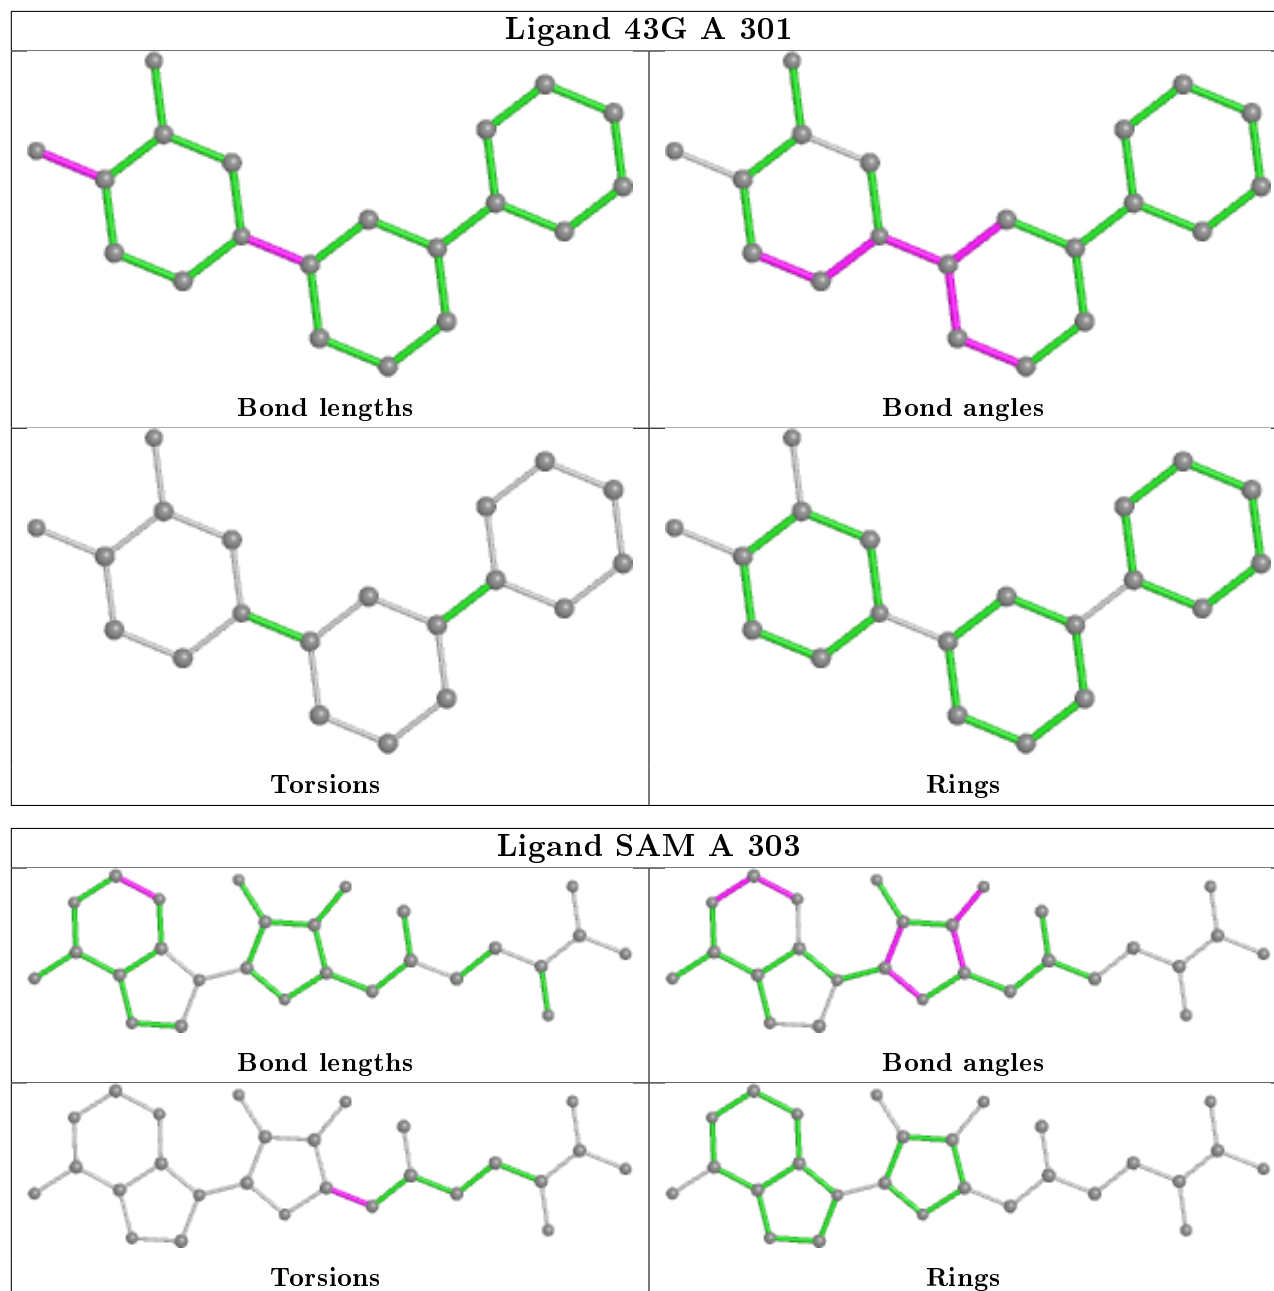 Ligand 43G A 301
Bond lengths
Bond angles
Torsions
Rings
Ligand SAM A 303
Bond lengths
Bond angles
Torsions
Rings